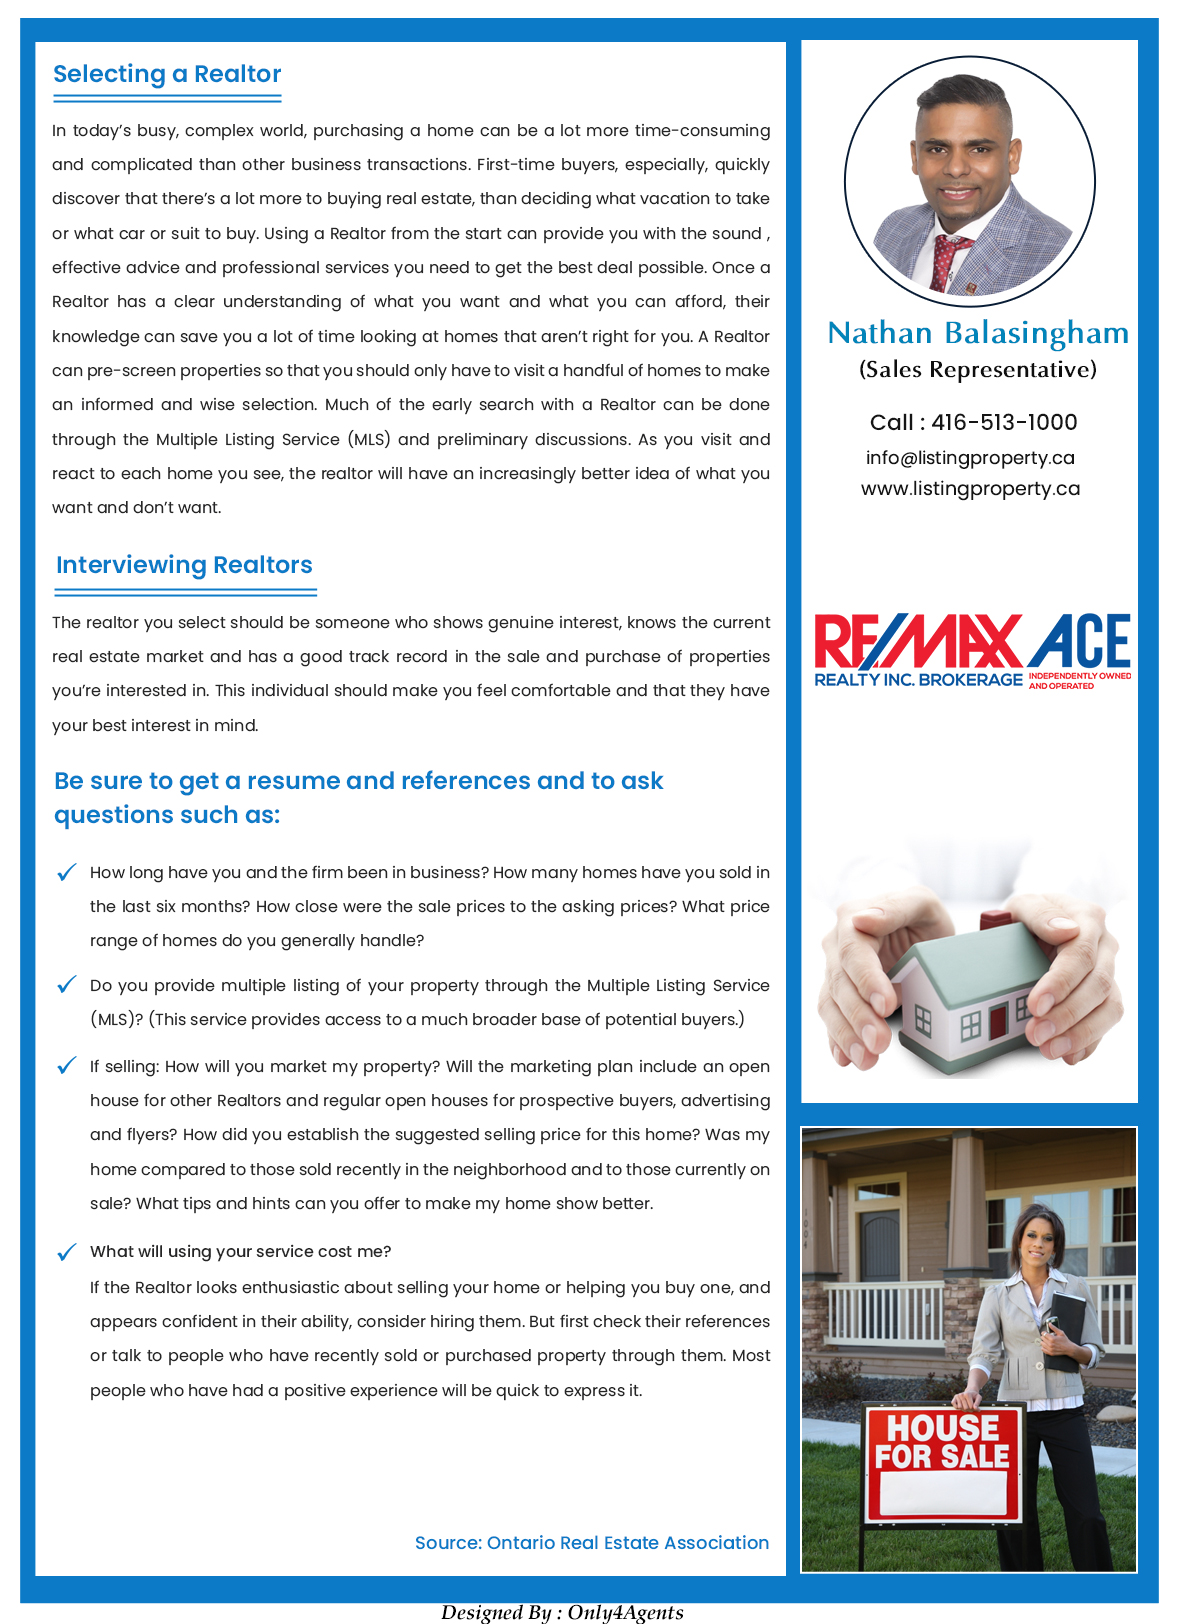 Selecting a Realtor
In today's busy, complex world, purchasing a home can be a lot more time-consuming
and complicated than other business transactions. First-time buyers, especially, quickly
discover that there's a lot more to buying real estate, than deciding what vacation to take
or what car or suit to buy. Using a Realtor from the start can provide you with the sound ,
effective advice and professional services you need to get the best deal possible. Once a
Realtor has a clear understanding of what you want and what you can afford, their
knowledge can save you a lot of time looking at homes that aren't right for you. A Realtor
can pre-screen properties so that you should only have to visit a handful of homes to make
an informed and wise selection. Much of the early search with a Realtor can be done
through the Multiple Listing Service (MLS) and preliminary discussions. As you visit and
react to each home you see, the realtor will have an increasingly better idea of what you
want and don't want.
Interviewing Realtors
The realtor you select should be someone who shows genuine interest, knows the current
real estate market and has a good track record in the sale and purchase of properties
you're interested in. This individual should make you feel comfortable and that they have
your best interest in mind.
Be sure to get a resume and references and to ask
questions such as:
How long have you and the firm been in business? How many homes have you sold in
the last six months? How close were the sale prices to the asking prices? What price
range of homes do you generally handle?
Do you provide multiple listing of your property through the Multiple Listing Service
(MLS)? (This service provides access to a much broader base of potential buyers.)
If selling: How will you market my property? Will the marketing plan include an open
house for other Realtors and regular open houses for prospective buyers, advertising
and flyers? How did you establish the suggested selling price for this home? Was my
home compared to those sold recently in the neighborhood and to those currently on
sale? What tips and hints can you offer to make my home show better.
What will using your service cost me?
If the Realtor looks enthusiastic about selling your home or helping you buy one, and
appears confident in their ability, consider hiring them. But first check their references
or talk to people who have recently sold or purchased property through them. Most
people who have had a positive experience will be quick to express it.
Source: Ontario Real Estate Association
Nathan Balasingham
(Sales Representative)
Call : 416-513-1000
info@listingproperty.ca
www.listingproperty.ca
RE/MAX ACE
REALTY INC. BROKERAGE
INDEPENDENTLY OWNED
AND OPERATED
1004
HOUSE
FOR SALE
Designed By : Only4Agents